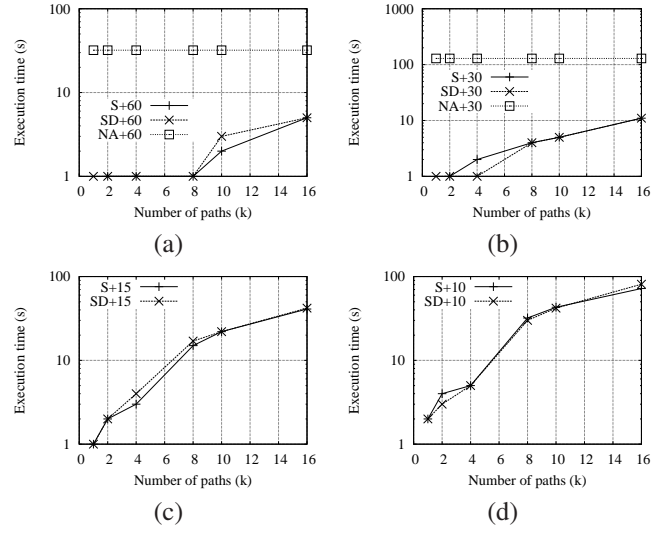 100
10
1
0 2 4 6 8 10 12 14 16
Execution time (s)
Number of paths (k)
S+60
SD+60
NA+60
(a)
1000
100
10
1
0 2 4 6 8 10 12 14 16
Execution time (s)
Number of paths (k)
S+30
SD+30
NA+30
(b)
100
10
1
0 2 4 6 8 10 12 14 16
Execution time (s)
Number of paths (k)
S+15
SD+15
(c)
100
10
1
0 2 4 6 8 10 12 14 16
Execution time (s)
Number of paths (k)
S+10
SD+10
(d)